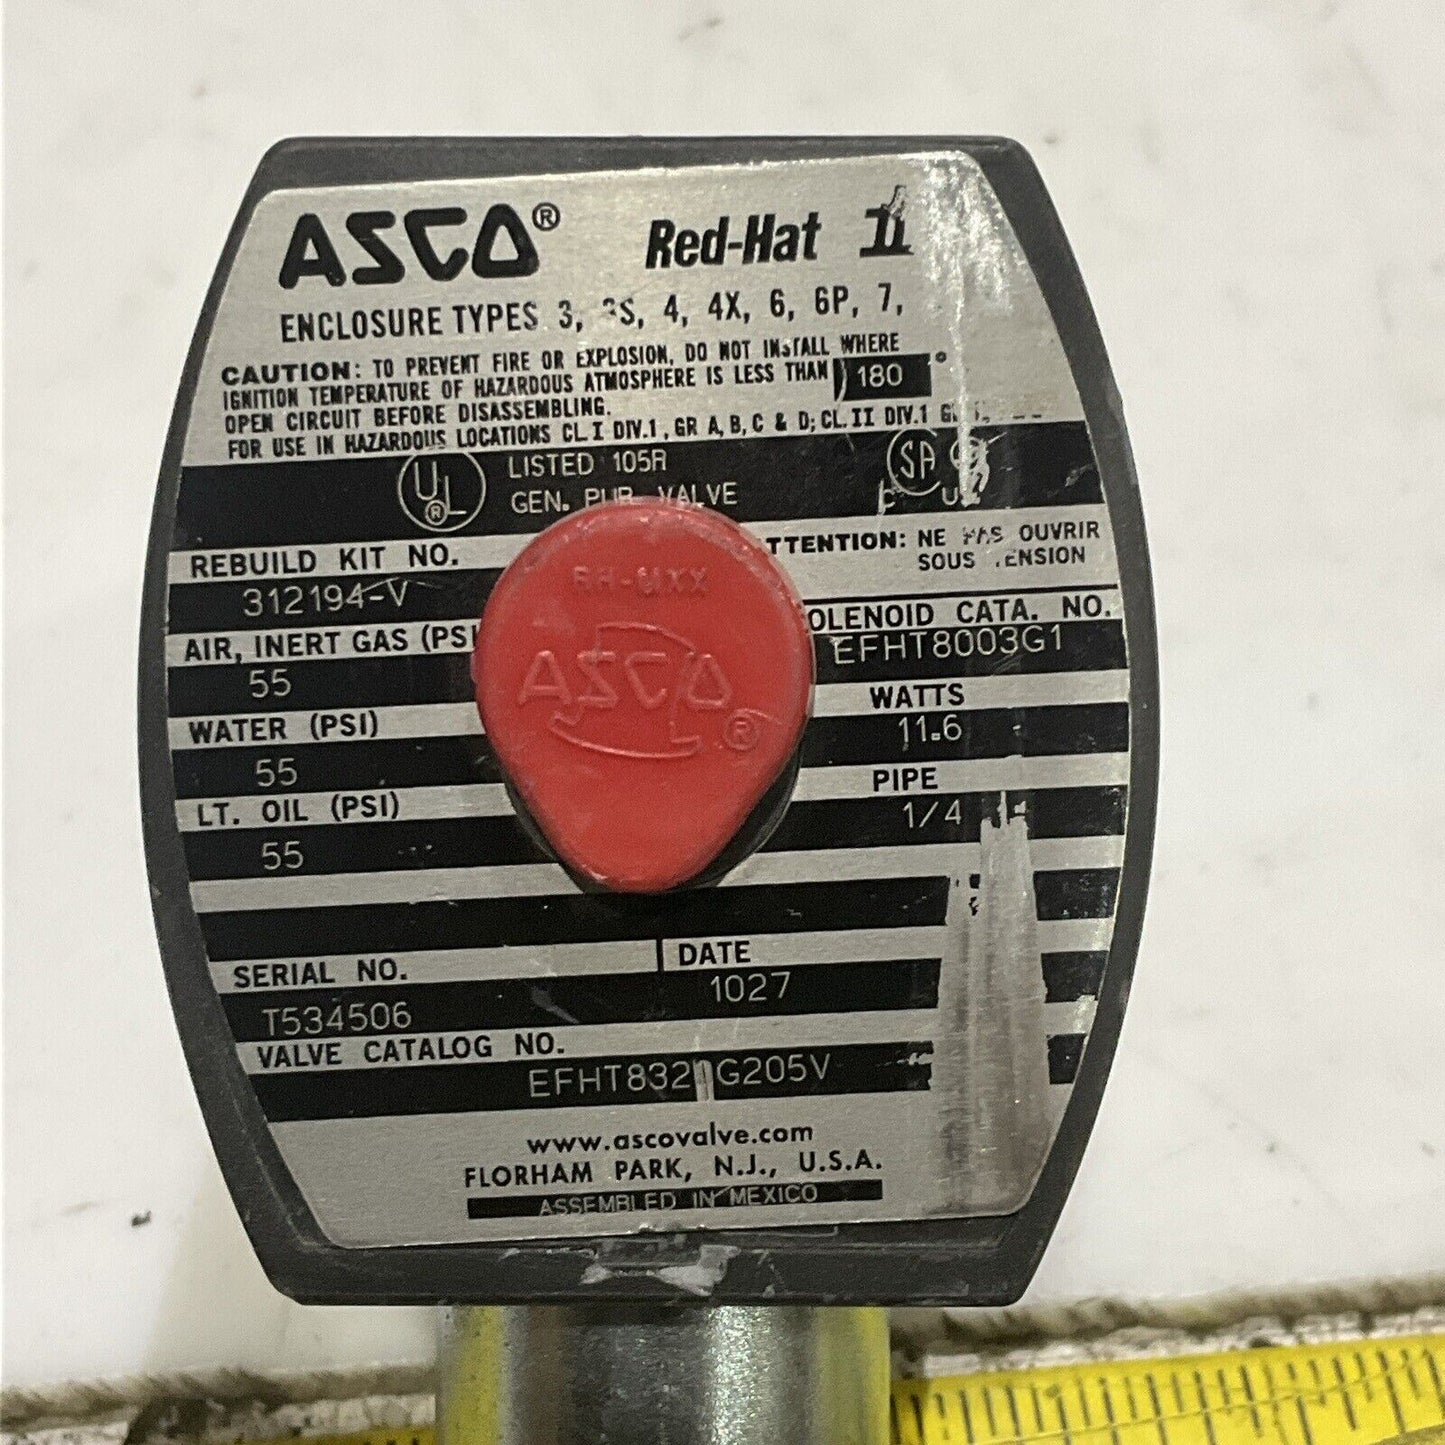 ASCO® Red-Hat II
ENCLOSURE TYPES 3, 3S, 4, 4X, 6, 6P, 7,
CAUTION: TO PREVENT FIRE OR EXPLOSION, DO NOT INSTALL WHERE
IGNITION TEMPERATURE OF HAZARDOUS ATMOSPHERE IS LESS THAN 180 °
OPEN CIRCUIT BEFORE DISASSEMBLING.
FOR USE IN HAZARDOUS LOCATIONS CL.I DIV.1, GR A, B, C & D; CL.II DIV.1
UL® LISTED 105A
GEN. PUR. VALVE
SA
C US
ATTENTION: NE PAS OUVRIR
SOUS TENSION
REBUILD KIT NO.
312194-V
SOLENOID CATA. NO.
EFHT8003G1
AIR, INERT GAS (PSI
55
WATTS
11.6
WATER (PSI)
55
PIPE
1/4
LT. OIL (PSI)
55
RH-UXX
ASCO®
SERIAL NO.
T534506
DATE
1027
VALVE CATALOG NO.
www.ascovalve.com
FLORHAM PARK, N.J., U.S.A.
ASSEMBLED IN MEXICO